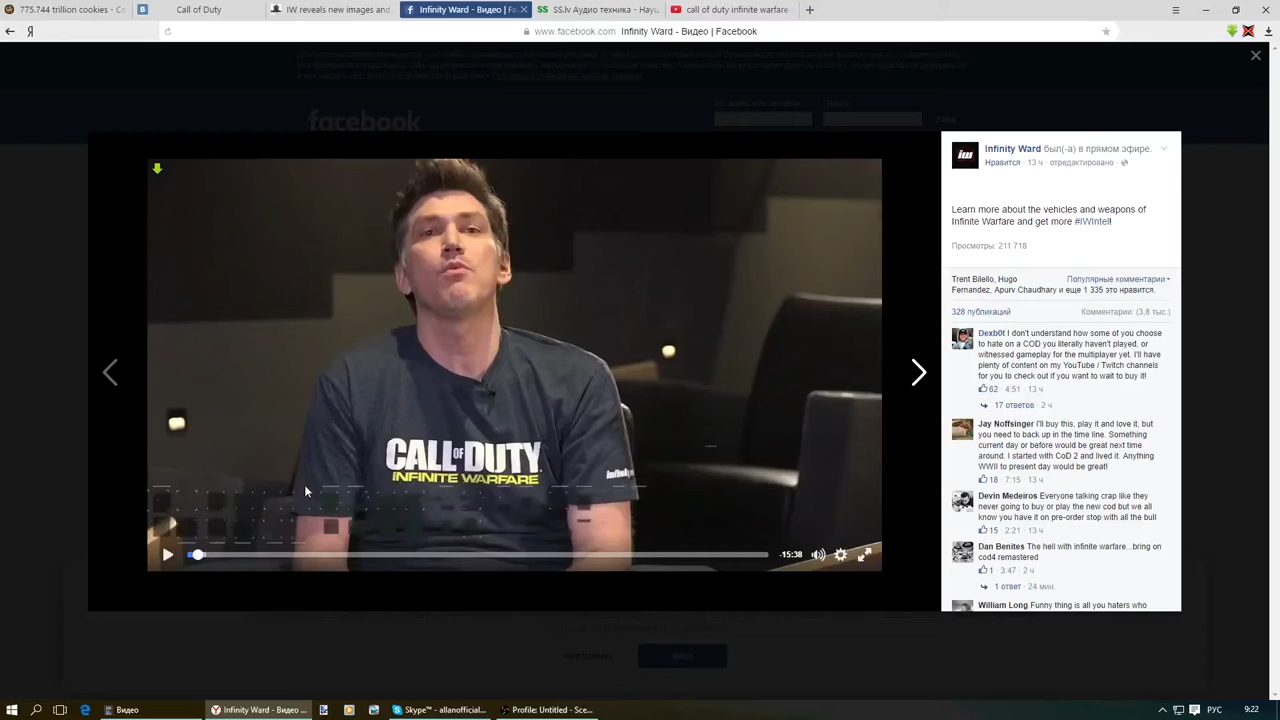 775.744 trillion cookies - Co
Call of Duty
IW reveals new images and
Infinity Ward - Видео | Fac
SS.lv Аудио техника - Науш
call of duty infinite warfare -
www.facebook.com Infinity Ward - Видео | Facebook
facebook
CALL OF DUTY
INFINITE WARFARE
-15:38
Infinity Ward был(-а) в прямом эфире.
Нравится · 13 ч · отредактировано ·
Learn more about the vehicles and weapons of
Infinite Warfare and get more #IWIntel!
Просмотры: 211 718
Trent Bilello, Hugo
Популярные комментарии
Fernandez, Apurv Chaudhary и еще 1 335 это нравится.
328 публикаций
Комментарии: (3,8 тыс.)
Dexb0t I don't understand how some of you choose
to hate on a COD you literally haven't played, or
witnessed gameplay for the multiplayer yet. I'll have
plenty of content on my YouTube / Twitch channels
for you to check out if you want to wait to buy it!
62 · 4:51 · 13 ч
17 ответов · 2 ч
Jay Noffsinger I'll buy this, play it and love it, but
you need to back up in the time line. Something
current day or before would be great next time
around. I started with CoD 2 and lived it. Anything
WWII to present day would be great!
18 · 7:15 · 13 ч
Devin Medeiros Everyone talking crap like they
never going to buy or play the new cod but we all
know you have it on pre-order stop with all the bull
15 · 2:21 · 13 ч
Dan Benites The hell with infinite warfare...bring on
cod4 remastered
1 · 3:47 · 2 ч
1 ответ · 24 мин.
William Long Funny thing is all you haters who
Видео
Infinity Ward - Видео ...
Skype™ - allanofficial...
Profile: Untitled - Sce...
РУС
9:22